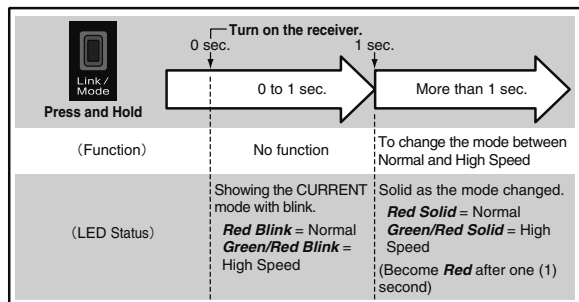 Turn on the receiver.
0 sec.
1 sec.
Link/
Mode
Press and Hold
0 to 1 sec.
More than 1 sec.
(Function)
No function
To change the mode between
Normal and High Speed
(LED Status)
Showing the CURRENT
mode with blink.
Red Blink = Normal
Green/Red Blink =
High Speed
Solid as the mode changed.
Red Solid = Normal
Green/Red Solid = High
Speed
(Become Red after one (1)
second)